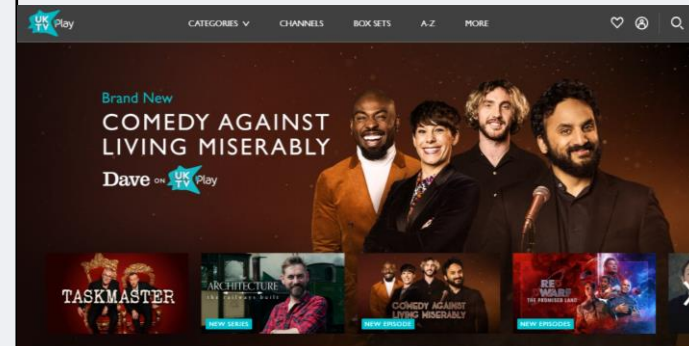 UK TV Play
CATEGORIES
CHANNELS
BOX SETS
A-Z
MORE
Brand New
COMEDY AGAINST
LIVING MISERABLY
Dave ON UK TV Play
TASKMASTER
ARCHITECTURE
the railways built
NEW SERIES
COMEDY AGAINST
LIVING MISERABLY
NEW EPISODE
RED
DWARF
THE PROMISED LAND
NEW EPISODES